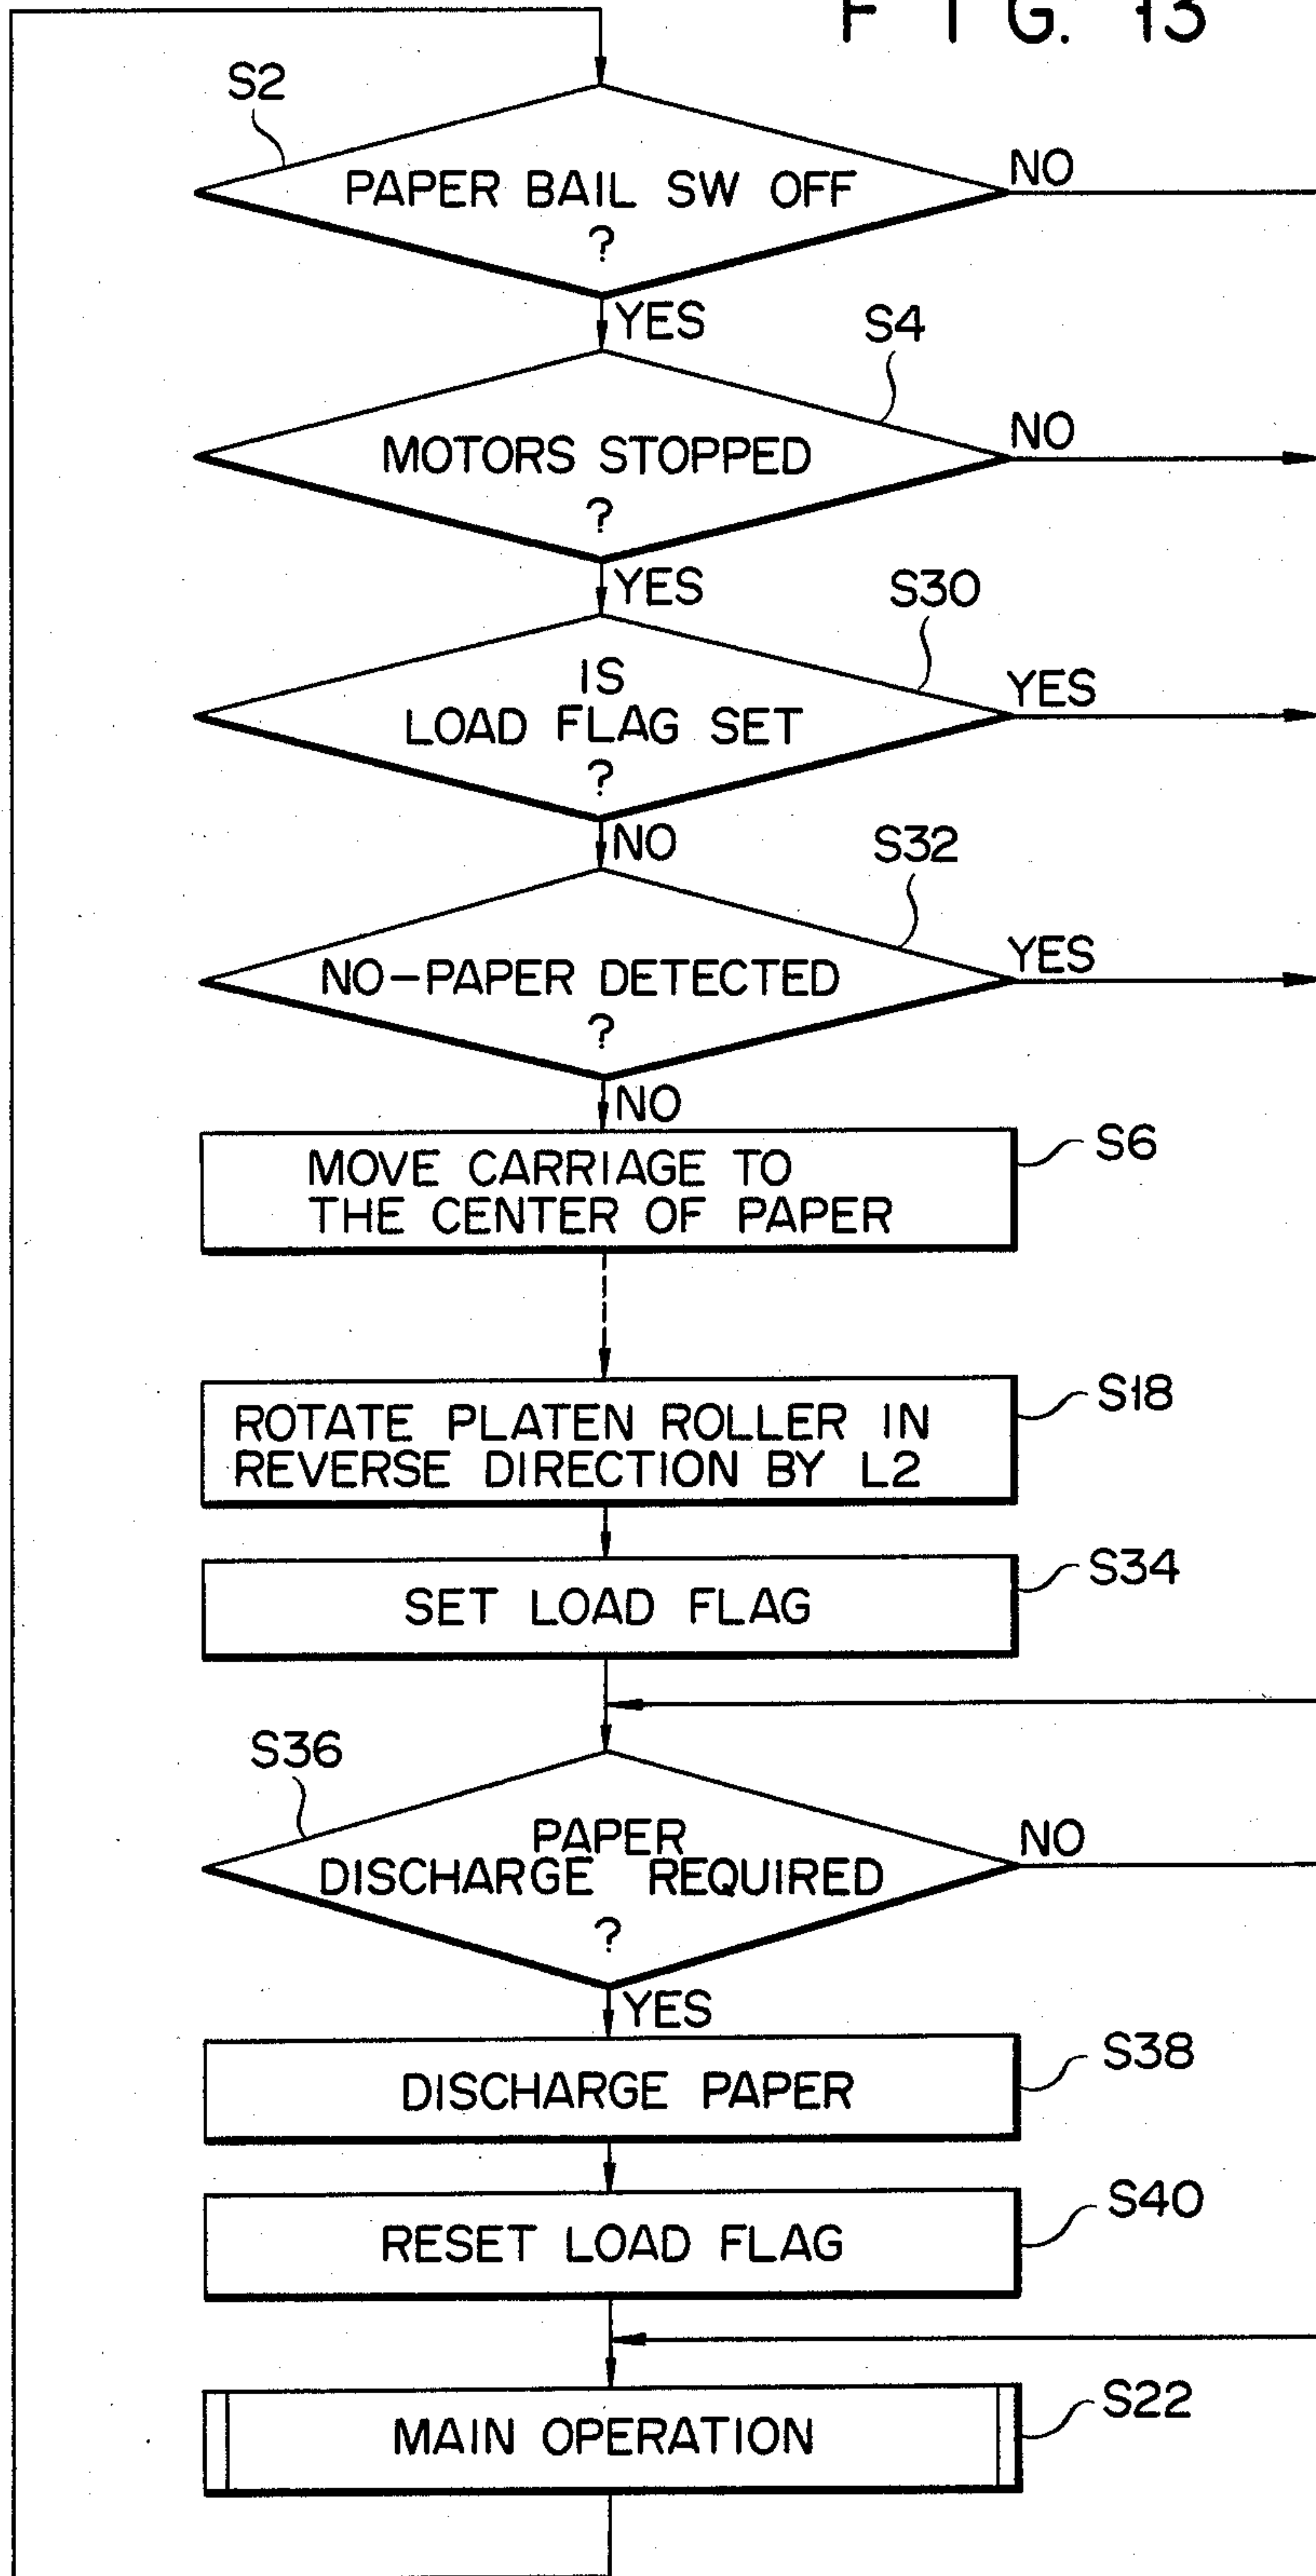 FIG. 13
S2
PAPER BAIL SW OFF
?
NO
YES
S4
MOTORS STOPPED
?
NO
YES
S30
IS
LOAD FLAG SET
?
YES
NO
S32
NO-PAPER DETECTED
?
YES
NO
MOVE CARRIAGE TO
THE CENTER OF PAPER
S6
ROTATE PLATEN ROLLER IN
REVERSE DIRECTION BY L2
S18
SET LOAD FLAG
S34
S36
PAPER
DISCHARGE REQUIRED
?
NO
YES
DISCHARGE PAPER
S38
RESET LOAD FLAG
S40
MAIN OPERATION
S22